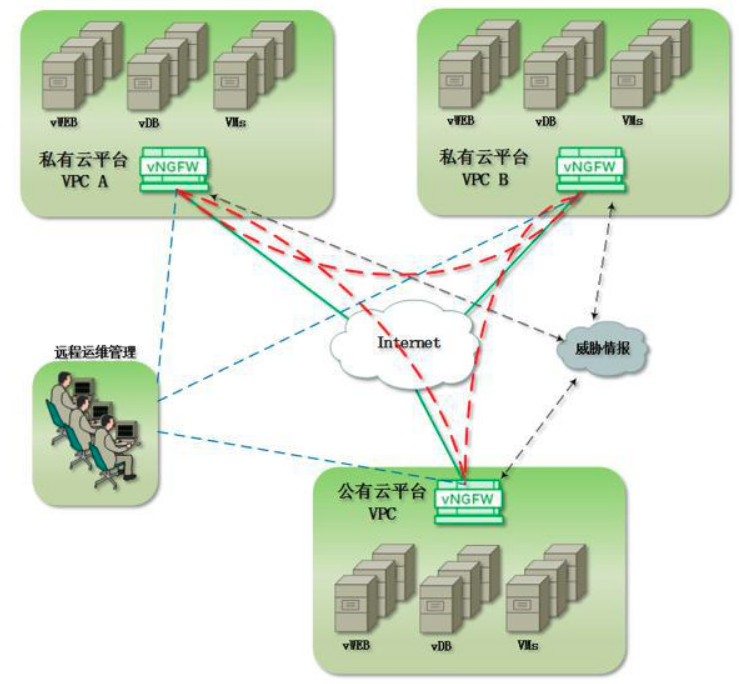 vWEB vDB VMs
私有云平台 vNGFW
VPC A
vWEB vDB VMs
私有云平台 vNGFW
VPC B
Internet
威胁情报
远程运维管理
公有云平台 vNGFW
VPC
vWEB vDB VMs